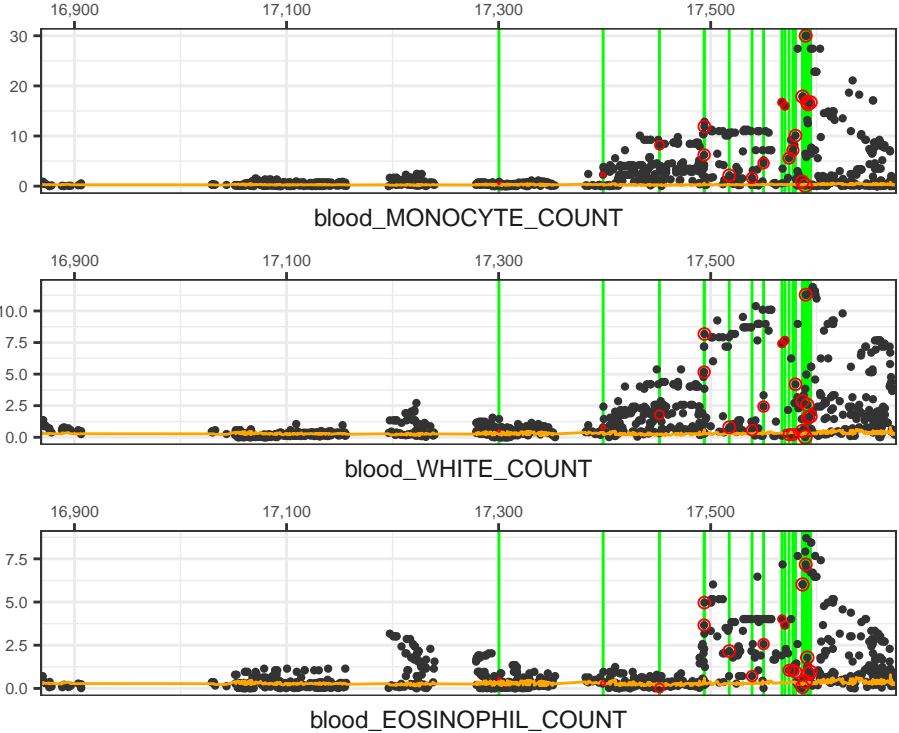 16,900 17,100 17,300 17,500
30
20
10
0
blood_MONOCYTE_COUNT
16,900 17,100 17,300 17,500
10.0
7.5
5.0
2.5
0.0
blood_WHITE_COUNT
16,900 17,100 17,300 17,500
7.5
5.0
2.5
0.0
blood_EOSINOPHIL_COUNT